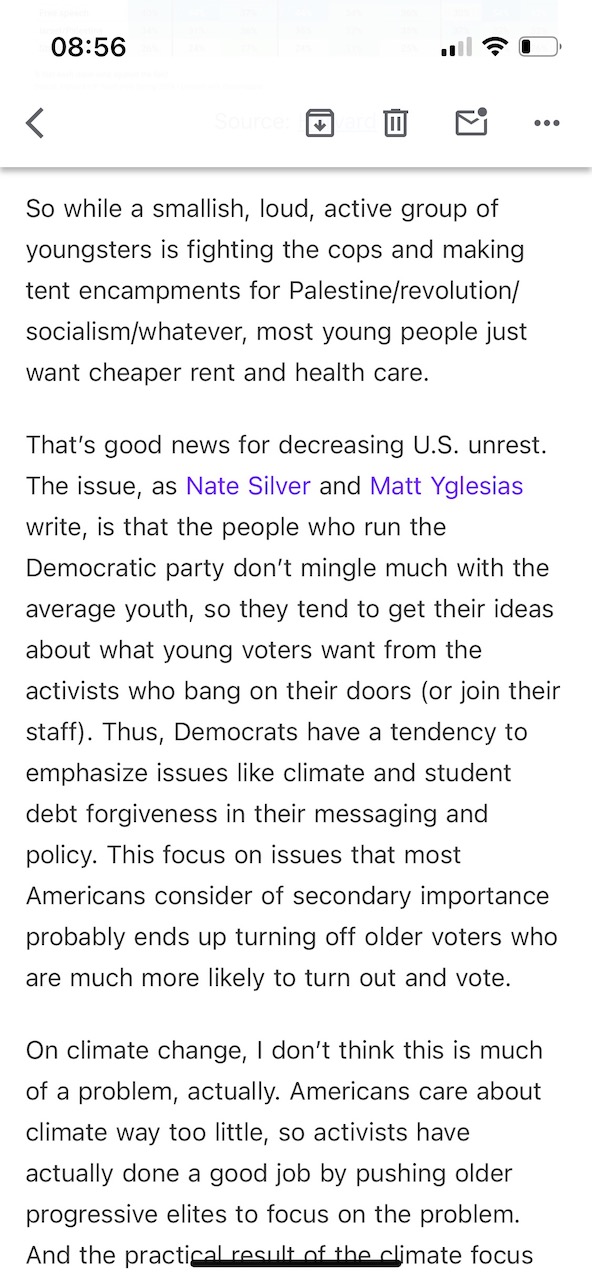 08:56
So while a smallish, loud, active group of
youngsters is fighting the cops and making
tent encampments for Palestine/revolution/
socialism/whatever, most young people just
want cheaper rent and health care.
That’s good news for decreasing U.S. unrest.
The issue, as Nate Silver and Matt Yglesias
write, is that the people who run the
Democratic party don’t mingle much with the
average youth, so they tend to get their ideas
about what young voters want from the
activists who bang on their doors (or join their
staff). Thus, Democrats have a tendency to
emphasize issues like climate and student
debt forgiveness in their messaging and
policy. This focus on issues that most
Americans consider of secondary importance
probably ends up turning off older voters who
are much more likely to turn out and vote.
On climate change, I don’t think this is much
of a problem, actually. Americans care about
climate way too little, so activists have
actually done a good job by pushing older
progressive elites to focus on the problem.
And the practical result of the climate focus